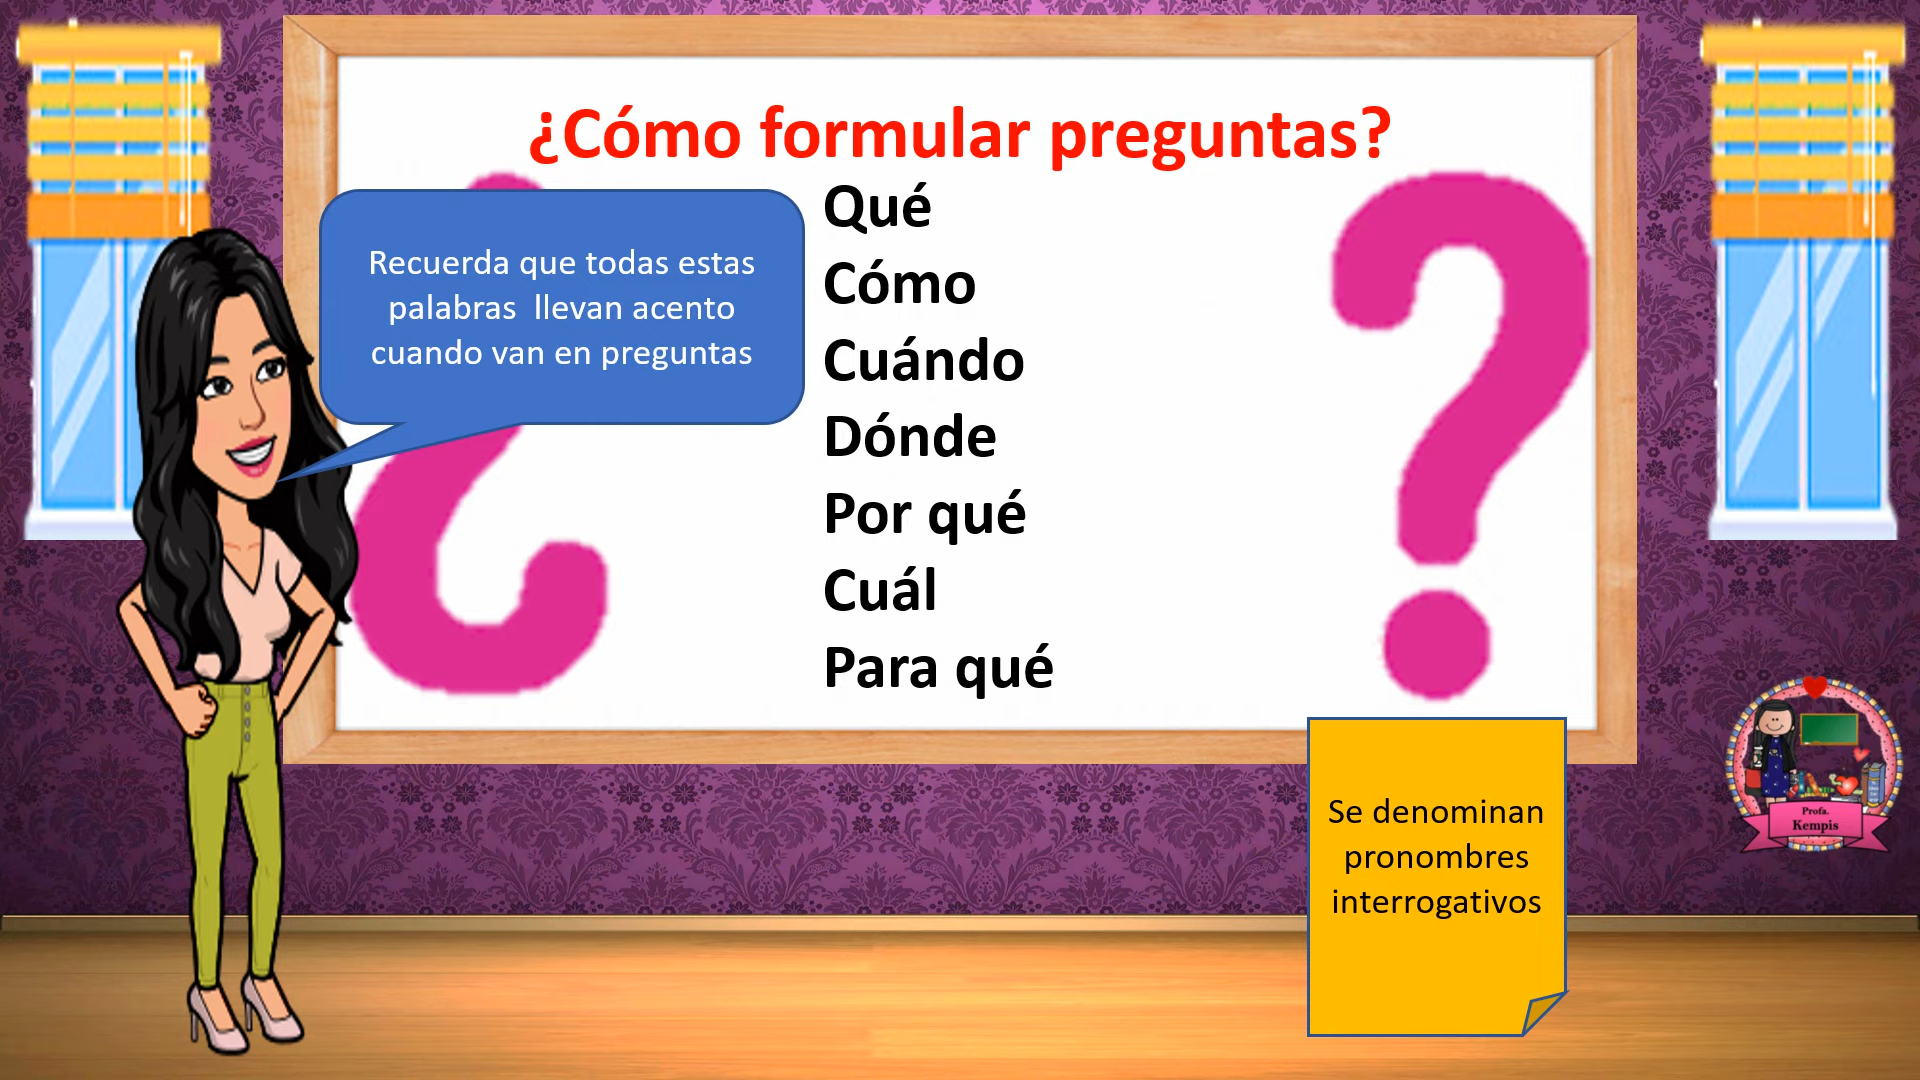 ¿Cómo formular preguntas?
Recuerda que todas estas
palabras  llevan acento
cuando van en preguntas
Qué
Cómo
Cuándo
Dónde
Por qué
Cuál
Para qué
Se denominan
pronombres
interrogativos
Profa.
Kempis